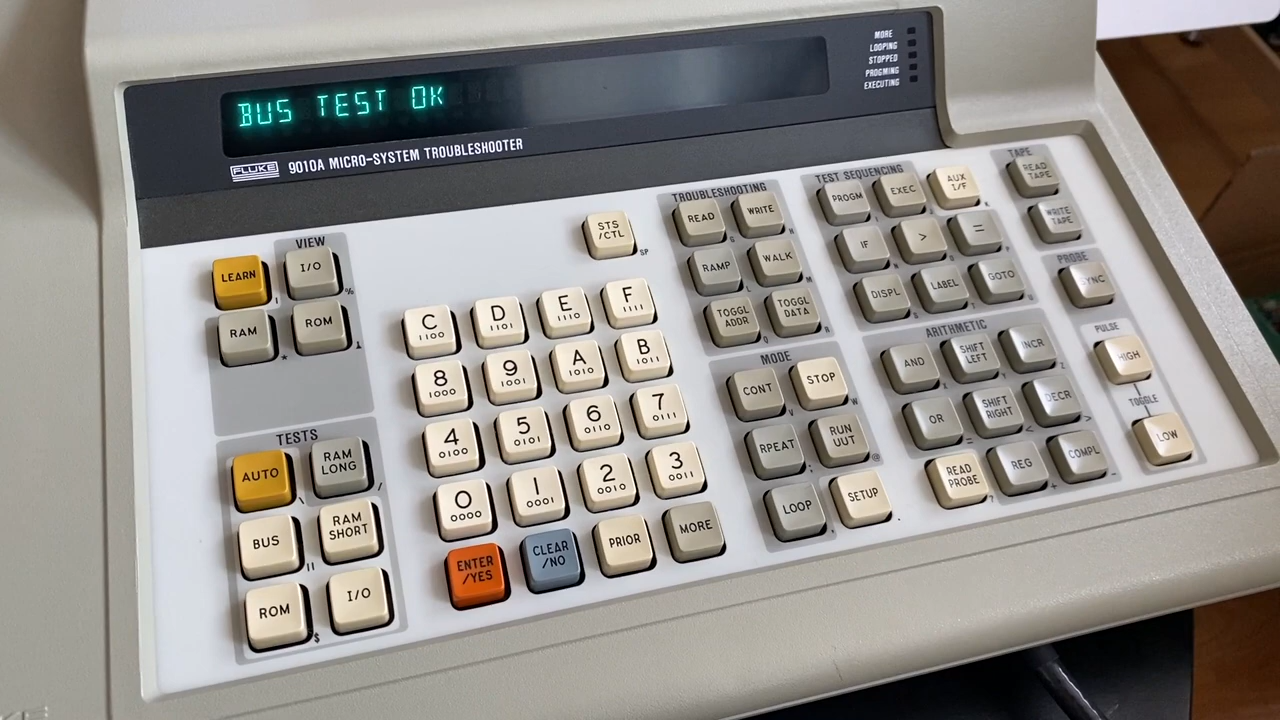 BUS TEST OK
MORE
LOOPING
STOPPED
PROGMING
EXECUTING
FLUKE 9010A MICRO-SYSTEM TROUBLESHOOTER
VIEW
LEARN
I/O
%
RAM
*
ROM
TESTS
AUTO
\
RAM
LONG
/
BUS
"
RAM
SHORT
ROM
$
I/O
STS
/CTL
SP
C
1100
D
1101
E
1110
F
1111
8
1000
9
1001
A
1010
B
1011
4
0100
5
0101
6
0110
7
0111
0
0000
1
0001
2
0010
3
0011
ENTER
/YES
CLEAR
/NO
PRIOR
MORE
TROUBLESHOOTING
READ
WRITE
H
RAMP
L
WALK
M
TOGGL
ADDR
Q
TOGGL
DATA
R
MODE
CONT
V
STOP
W
RPEAT
:
RUN
UUT
@
LOOP
SETUP
.
TEST SEQUENCING
PROGM
EXEC
AUX
I/F
IF
>
=
DISPL
LABEL
T
GOTO
U
ARITHMETIC
AND
X
SHIFT
LEFT
Y
INCR
Z
OR
=
SHIFT
RIGHT
<
DECR
>
READ
PROBE
?
REG
+
COMPL
-
TAPE
READ
TAPE
WRITE
TAPE
PROBE
SYNC
PULSE
HIGH
TOGGLE
LOW